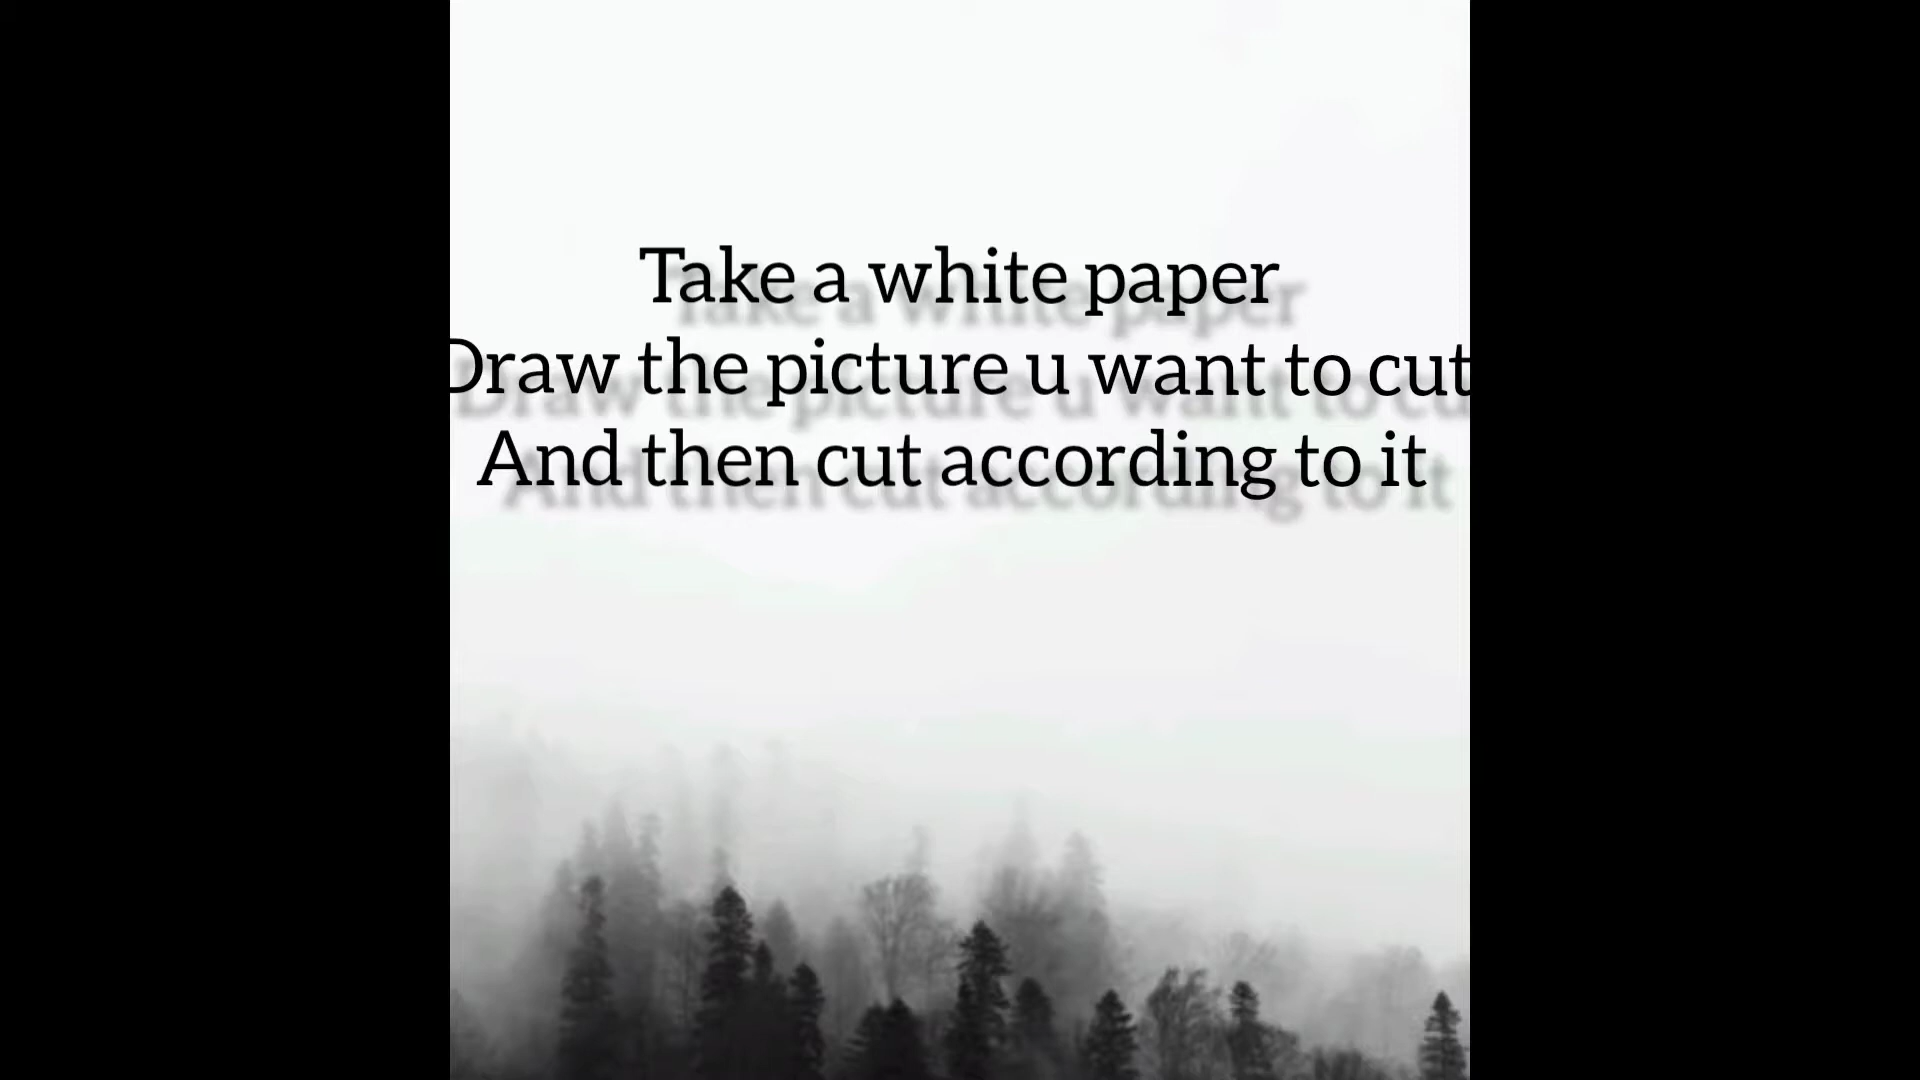 Take a white paper
Draw the picture u want to cut
And then cut according to it